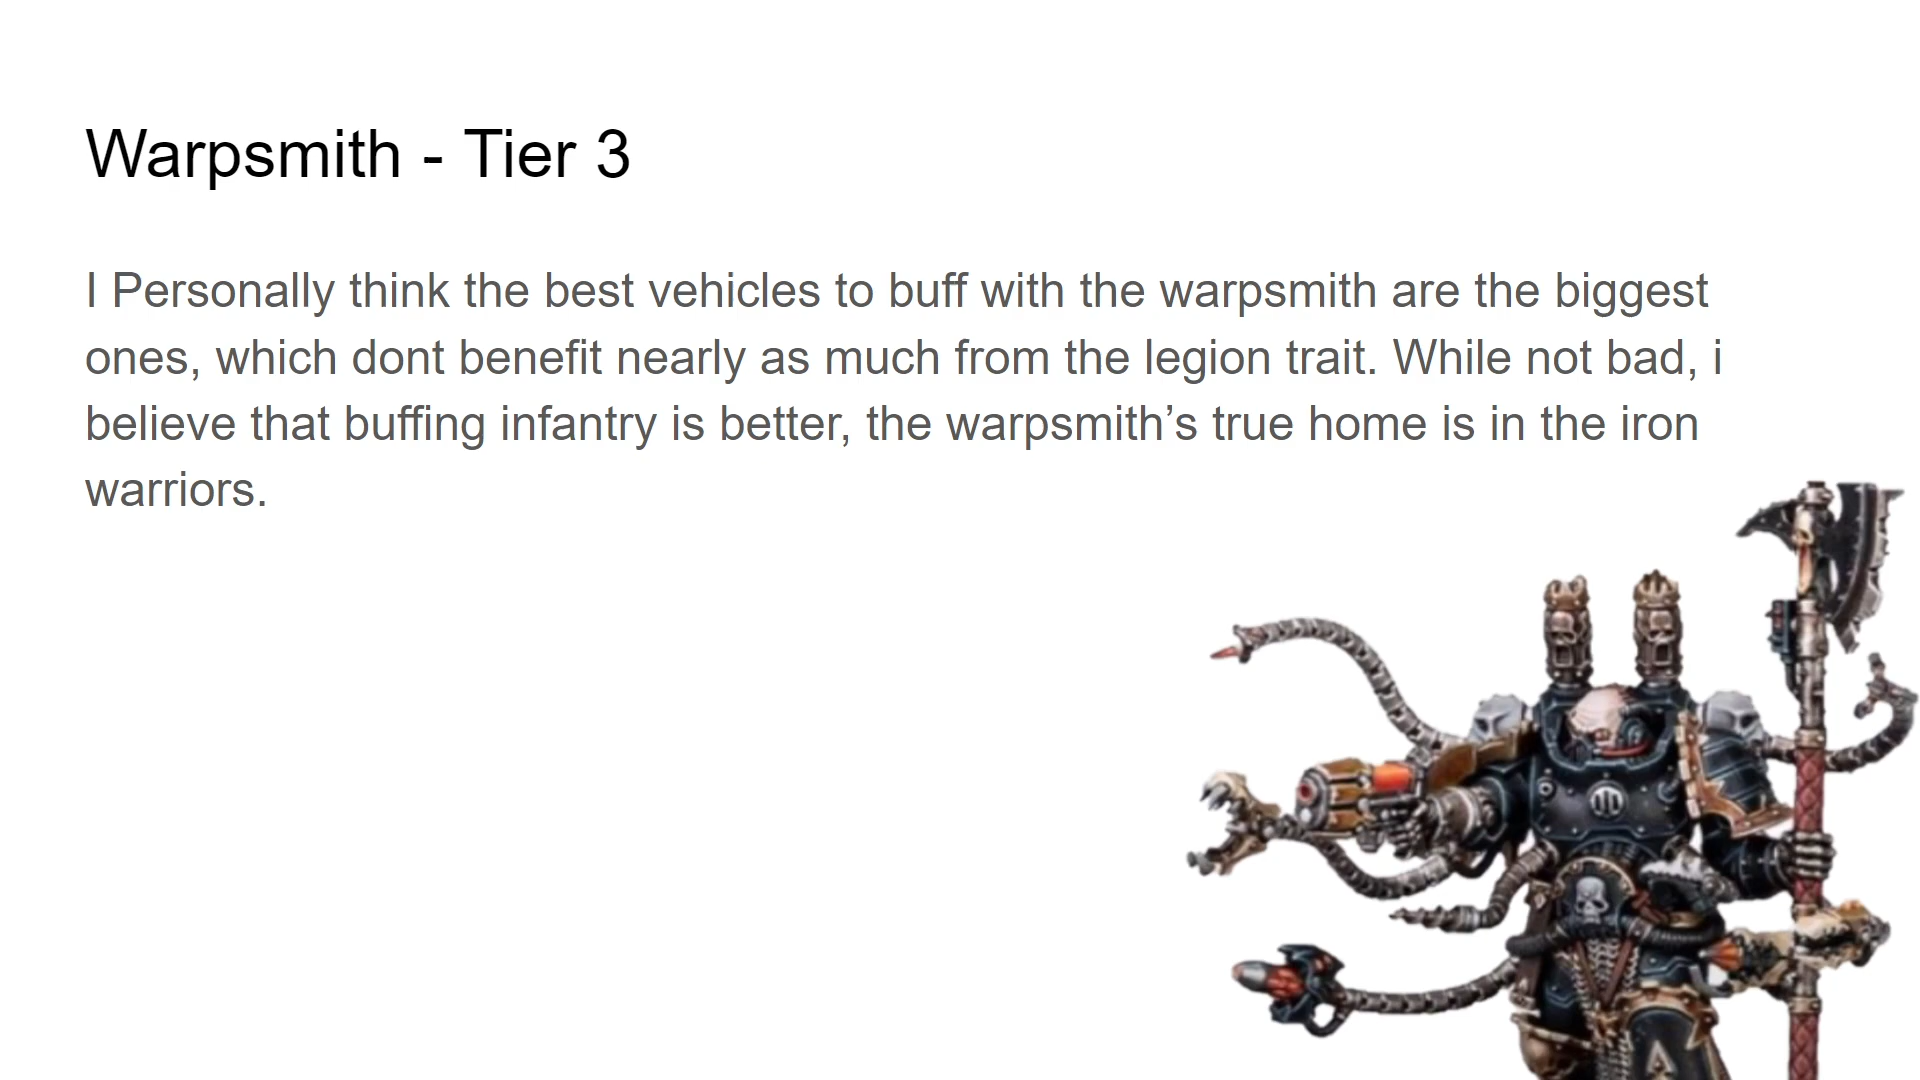 Warpsmith - Tier 3
I Personally think the best vehicles to buff with the warpsmith are the biggest
ones, which dont benefit nearly as much from the legion trait. While not bad, i
believe that buffing infantry is better, the warpsmith’s true home is in the iron
warriors.